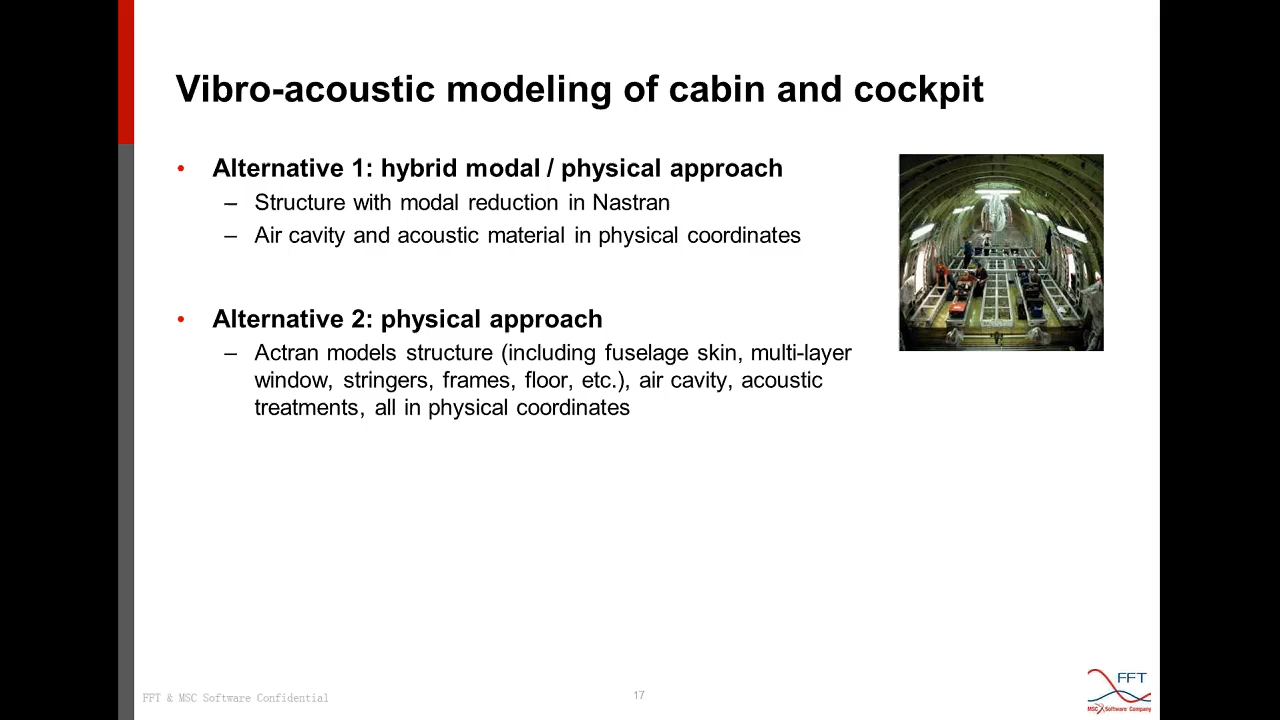 Vibro-acoustic modeling of cabin and cockpit
• Alternative 1: hybrid modal / physical approach
– Structure with modal reduction in Nastran
– Air cavity and acoustic material in physical coordinates
• Alternative 2: physical approach
– Actran models structure (including fuselage skin, multi-layer
window, stringers, frames, floor, etc.), air cavity, acoustic
treatments, all in physical coordinates
FFT & MSC Software Confidential
17
FFT
MSC Software Company